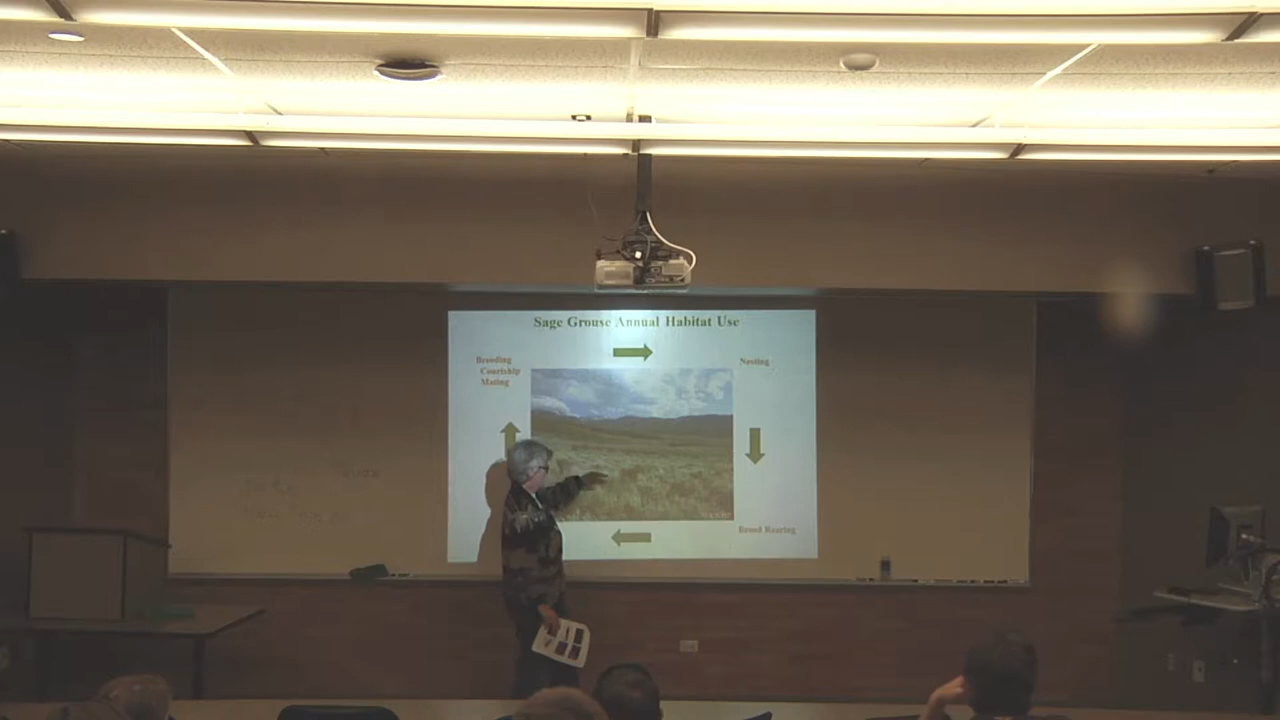 Sage Grouse Annual Habitat Use
Breeding
Courtship
Mating
Nesting
Brood Rearing